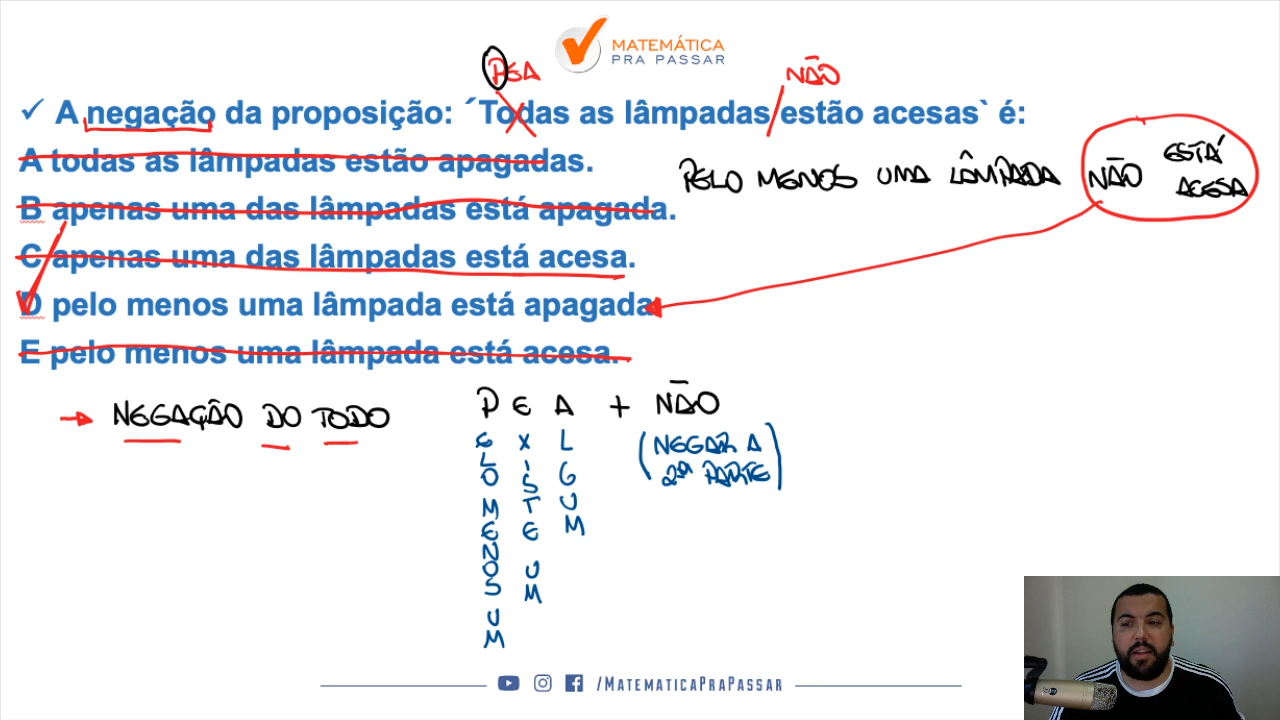 MATEMÁTICA
PRA PASSAR
PEA
NÃO
✓ A negação da proposição: ´Todas as lâmpadas estão acesas` é:
A todas as lâmpadas estão apagadas.
PELO MENOS UMA LÂMPADA NÃO ESTÁ ACESA
B apenas uma das lâmpadas está apagada.
C apenas uma das lâmpadas está acesa.
D pelo menos uma lâmpada está apagada.
E pelo menos uma lâmpada está acesa.
→ NEGAÇÃO DO TODO
P E A + NÃO
PELO MENOS UM
EXISTE UM
ALGUM
(NEGAR A
2ª PARTE)
/MATEMATICAPRAPASSAR